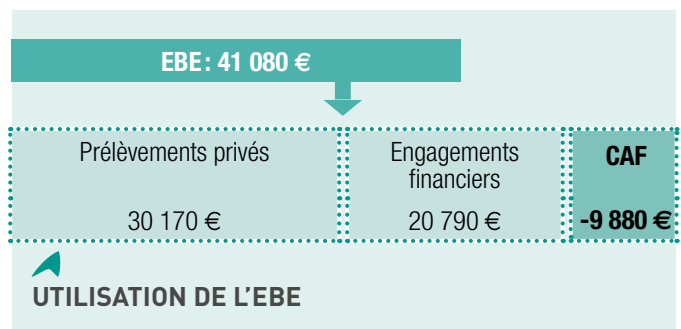 EBE : 41 080 €
Prélèvements privés
30 170 €
Engagements
financiers
20 790 €
CAF
-9 880 €
UTILISATION DE L'EBE